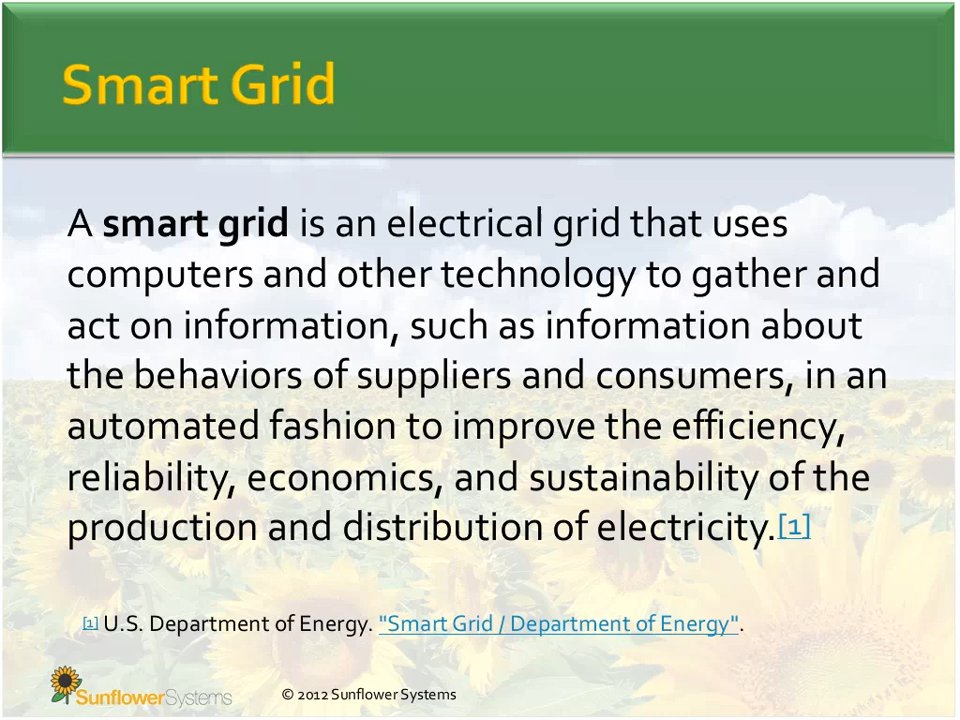 Smart Grid
A smart grid is an electrical grid that uses
computers and other technology to gather and
act on information, such as information about
the behaviors of suppliers and consumers, in an
automated fashion to improve the efficiency,
reliability, economics, and sustainability of the
production and distribution of electricity.[1]
[1] U.S. Department of Energy. "Smart Grid / Department of Energy".
SunflowerSystems
© 2012 Sunflower Systems